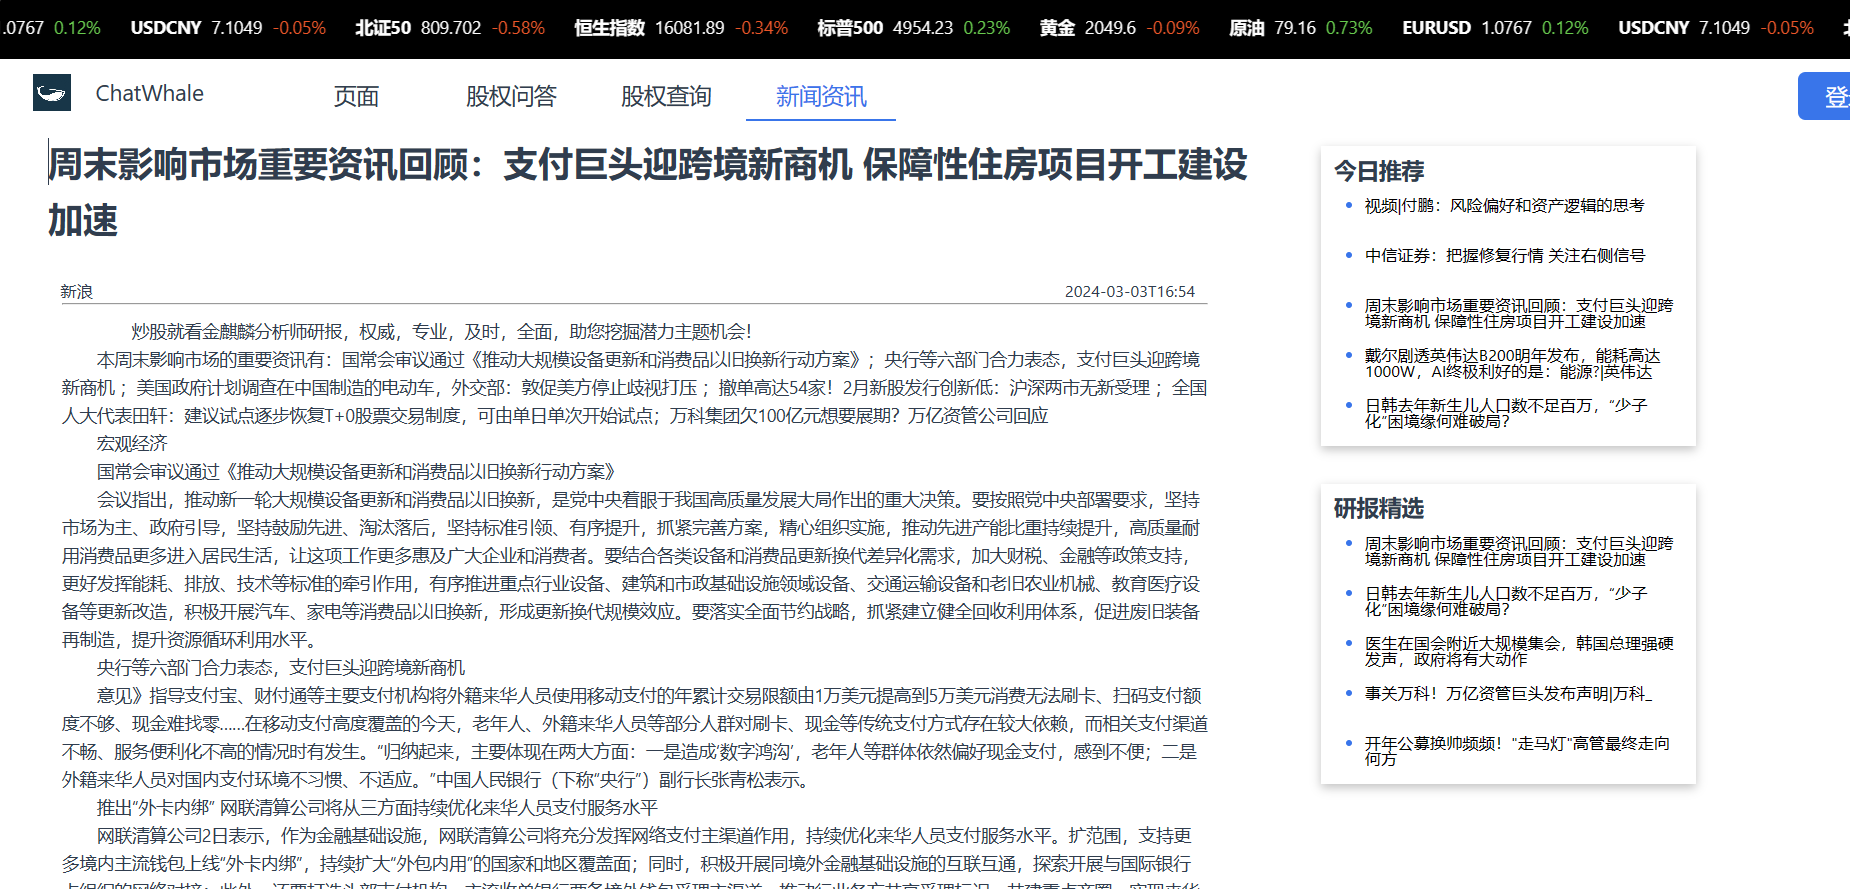 .0767 0.12% USDCNY 7.1049 -0.05% 北证50 809.702 -0.58% 恒生指数 16081.89 -0.34% 标普500 4954.23 0.23% 黄金 2049.6 -0.09% 原油 79.16 0.73% EURUSD 1.0767 0.12% USDCNY 7.1049 -0.05%
ChatWhale 页面 股权问答 股权查询 新闻资讯 登
周末影响市场重要资讯回顾：支付巨头迎跨境新商机 保障性住房项目开工建设
加速
新浪 2024-03-03T16:54
炒股就看金麒麟分析师研报，权威，专业，及时，全面，助您挖掘潜力主题机会！
本周末影响市场的重要资讯有：国常会审议通过《推动大规模设备更新和消费品以旧换新行动方案》；央行等六部门合力表态，支付巨头迎跨境
新商机 ；美国政府计划调查在中国制造的电动车，外交部：敦促美方停止歧视打压 ；撤单高达54家！2月新股发行创新低：沪深两市无新受理 ；全国
人大代表田轩：建议试点逐步恢复T+0股票交易制度，可由单日单次开始试点；万科集团欠100亿元想要展期？万亿资管公司回应
宏观经济
国常会审议通过《推动大规模设备更新和消费品以旧换新行动方案》
会议指出，推动新一轮大规模设备更新和消费品以旧换新，是党中央着眼于我国高质量发展大局作出的重大决策。要按照党中央部署要求，坚持
市场为主、政府引导，坚持鼓励先进、淘汰落后，坚持标准引领、有序提升，抓紧完善方案，精心组织实施，推动先进产能比重持续提升，高质量耐
用消费品更多进入居民生活，让这项工作更多惠及广大企业和消费者。要结合各类设备和消费品更新换代差异化需求，加大财税、金融等政策支持，
更好发挥能耗、排放、技术等标准的牵引作用，有序推进重点行业设备、建筑和市政基础设施领域设备、交通运输设备和老旧农业机械、教育医疗设
备等更新改造，积极开展汽车、家电等消费品以旧换新，形成更新换代规模效应。要落实全面节约战略，抓紧建立健全回收利用体系，促进废旧装备
再制造，提升资源循环利用水平。
央行等六部门合力表态，支付巨头迎跨境新商机
意见》指导支付宝、财付通等主要支付机构将外籍来华人员使用移动支付的年累计交易限额由1万美元提高到5万美元消费无法刷卡、扫码支付额
度不够、现金难找零……在移动支付高度覆盖的今天，老年人、外籍来华人员等部分人群对刷卡、现金等传统支付方式存在较大依赖，而相关支付渠道
不畅、服务便利化不高的情况时有发生。“归纳起来，主要体现在两大方面：一是造成‘数字鸿沟’，老年人等群体依然偏好现金支付，感到不便；二是
外籍来华人员对国内支付环境不习惯、不适应。”中国人民银行（下称“央行”）副行长张青松表示。
推出“外卡内绑” 网联清算公司将从三方面持续优化来华人员支付服务水平
网联清算公司2日表示，作为金融基础设施，网联清算公司将充分发挥网络支付主渠道作用，持续优化来华人员支付服务水平。扩范围，支持更
多境内主流钱包上线“外卡内绑”，持续扩大“外包内用”的国家和地区覆盖面；同时，积极开展同境外金融基础设施的互联互通，探索开展与国际银行
今日推荐
视频|付鹏：风险偏好和资产逻辑的思考
中信证券：把握修复行情 关注右侧信号
周末影响市场重要资讯回顾：支付巨头迎跨
境新商机 保障性住房项目开工建设加速
戴尔剧透英伟达B200明年发布，能耗高达
1000W，AI终极利好的是：能源?|英伟达
日韩去年新生儿人口数不足百万，“少子
化”困境缘何难破局？
研报精选
周末影响市场重要资讯回顾：支付巨头迎跨
境新商机 保障性住房项目开工建设加速
日韩去年新生儿人口数不足百万，“少子
化”困境缘何难破局？
医生在国会附近大规模集会，韩国总理强硬
发声，政府将有大动作
事关万科！万亿资管巨头发布声明|万科_
开年公募换帅频频！"走马灯"高管最终走向
何方